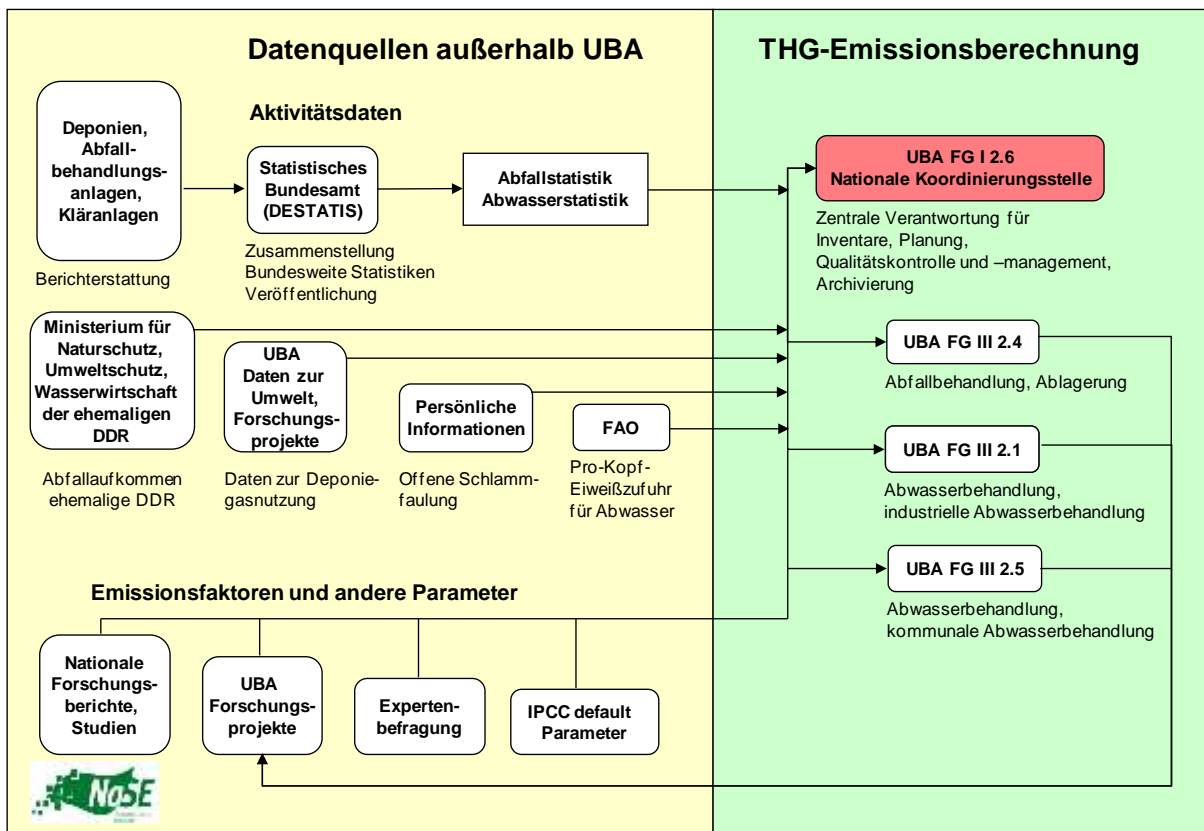 Datenquellen außerhalb UBA
Aktivitätsdaten
Deponien,
Abfall-
behandlungs-
anlagen,
Kläranlagen
Berichterstattung
Statistisches
Bundesamt
(DESTATIS)
Zusammenstellung
Bundesweite Statistiken
Veröffentlichung
Abfallstatistik
Abwasserstatistik
Ministerium für
Naturschutz,
Umweltschutz,
Wasserwirtschaft
der ehemaligen
DDR
Abfallaufkommen
ehemalige DDR
UBA
Daten zur
Umwelt,
Forschungs-
projekte
Daten zur Deponie-
gasnutzung
Persönliche
Informationen
Offene Schlamm-
faulung
FAO
Pro-Kopf-
Eiweißzufuhr
für Abwasser
Emissionsfaktoren und andere Parameter
Nationale
Forschungs-
berichte,
Studien
UBA
Forschungs-
projekte
Experten-
befragung
IPCC default
Parameter
NaSE
THG-Emissionsberechnung
UBA FG I 2.6
Nationale Koordinierungsstelle
Zentrale Verantwortung für
Inventare, Planung,
Qualitätskontrolle und –management,
Archivierung
UBA FG III 2.4
Abfallbehandlung, Ablagerung
UBA FG III 2.1
Abwasserbehandlung,
industrielle Abwasserbehandlung
UBA FG III 2.5
Abwasserbehandlung,
kommunale Abwasserbehandlung